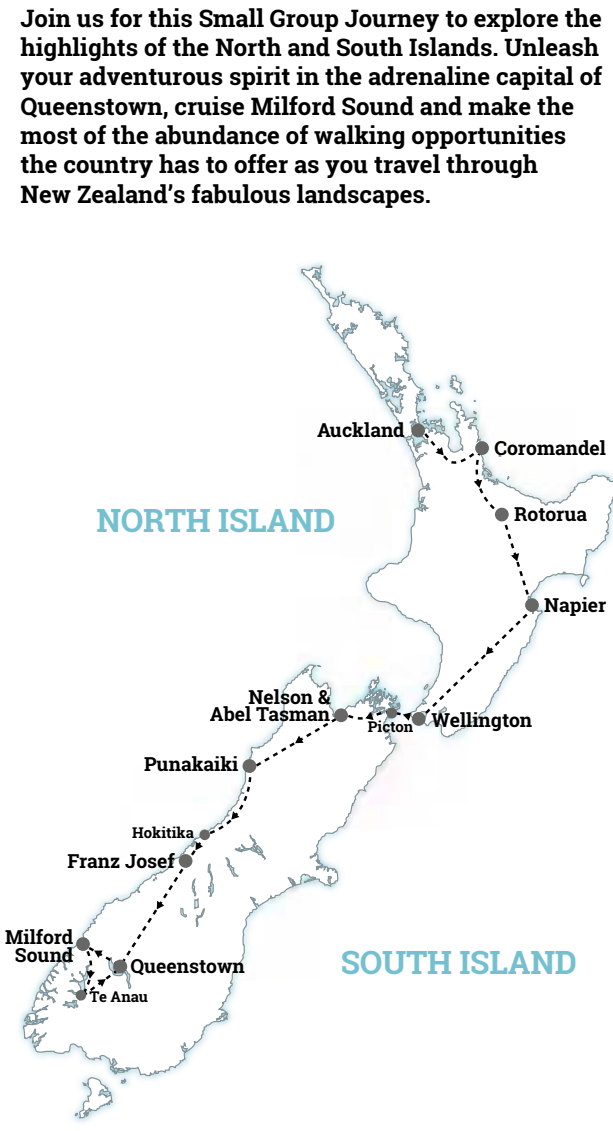 Join us for this Small Group Journey to explore the
highlights of the North and South Islands. Unleash
your adventurous spirit in the adrenaline capital of
Queenstown, cruise Milford Sound and make the
most of the abundance of walking opportunities
the country has to offer as you travel through
New Zealand’s fabulous landscapes.
Auckland
Coromandel
NORTH ISLAND
Rotorua
Napier
Nelson &
Abel Tasman
Picton
Wellington
Punakaiki
Hokitika
Franz Josef
Milford
Sound
Queenstown
SOUTH ISLAND
Te Anau